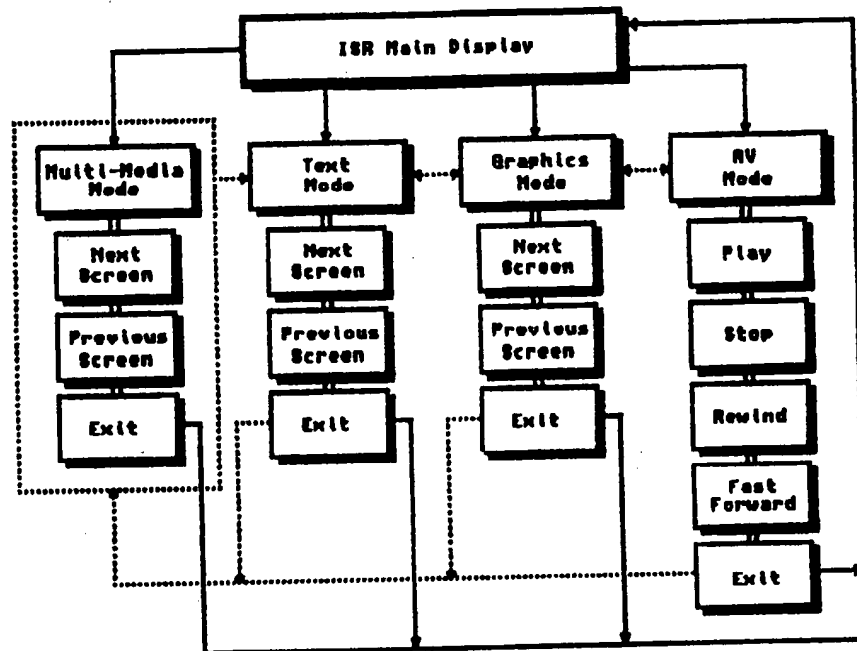 ISR Main Display
Multi-Media
Mode
Next
Screen
Previous
Screen
Exit
Text
Mode
Next
Screen
Previous
Screen
Exit
Graphics
Mode
Next
Screen
Previous
Screen
Exit
AV
Mode
Play
Stop
Rewind
Fast
Forward
Exit